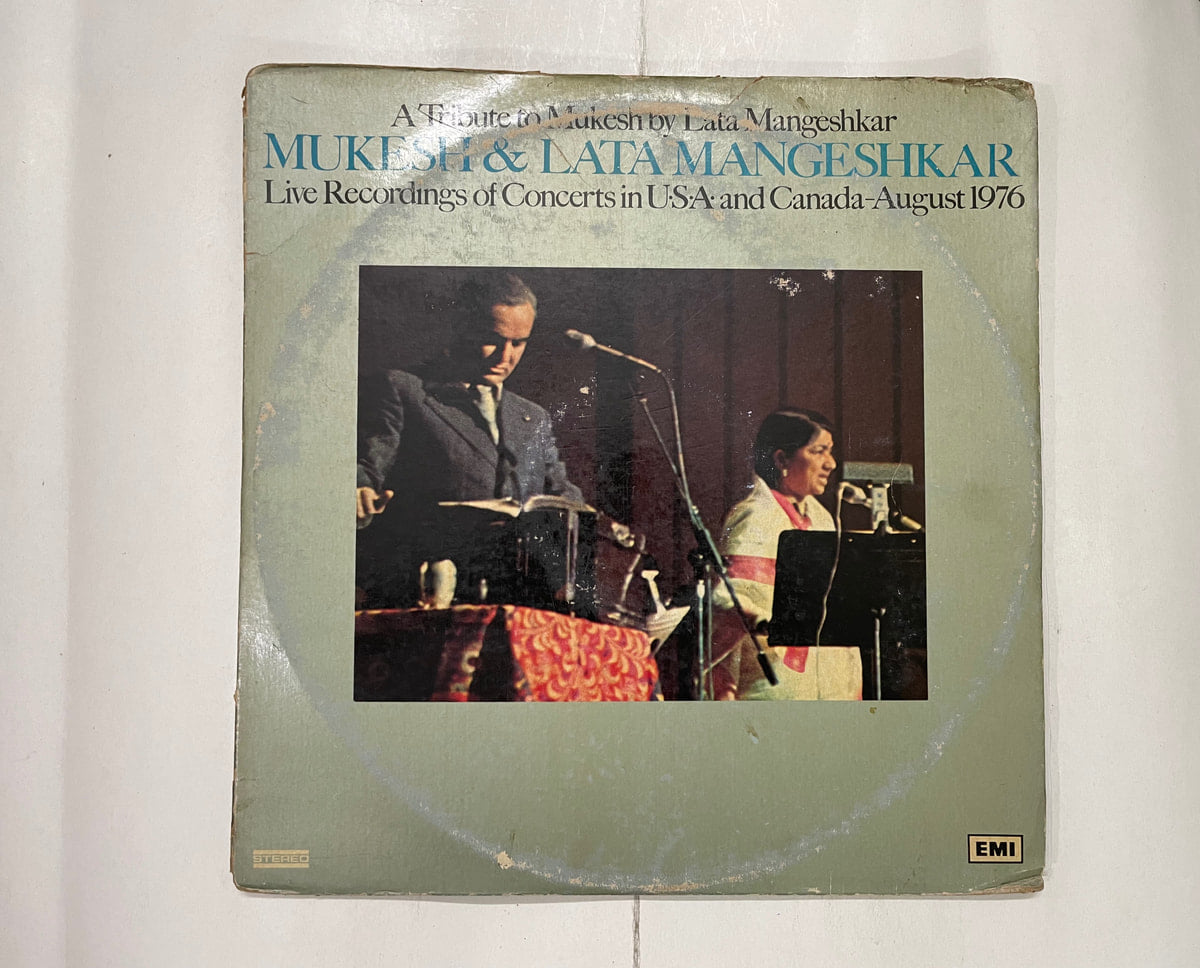 A Tribute to Mukesh by Lata Mangeshkar
MUKESH & LATA MANGESHKAR
Live Recordings of Concerts in U·S·A· and Canada-August 1976
STEREO
EMI